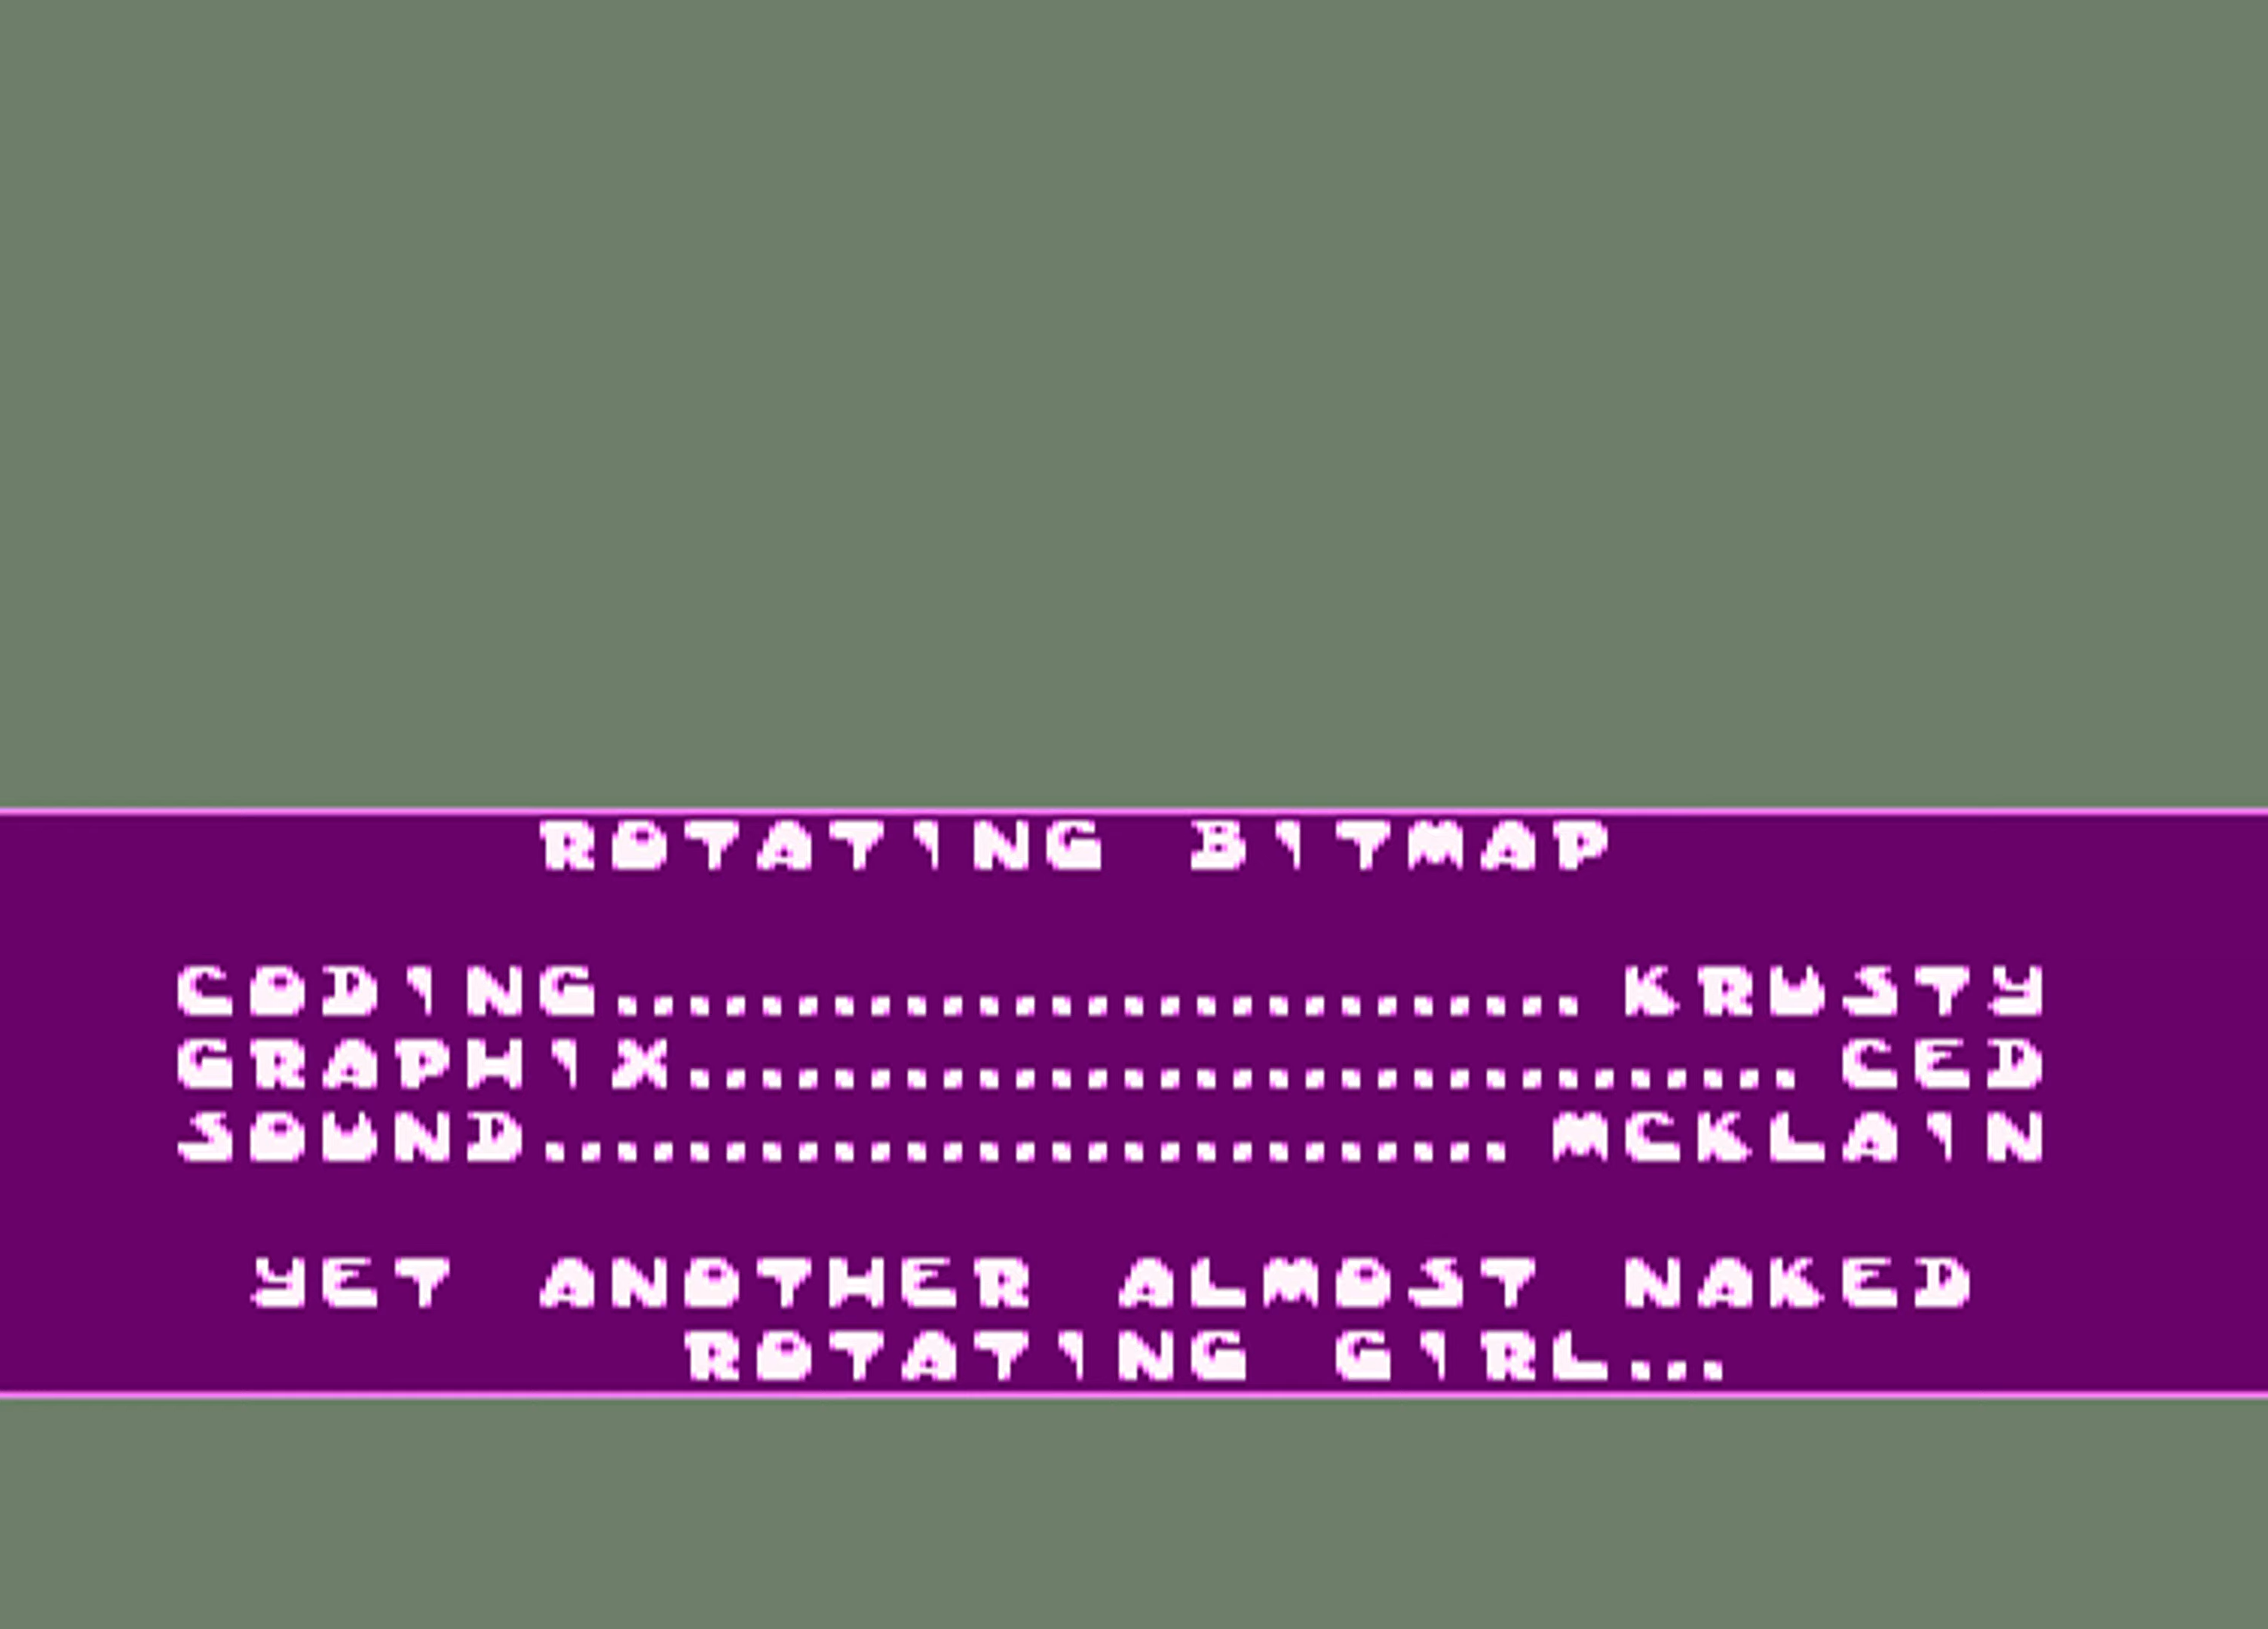 ROTATING BITMAP
CODING........................... KRUSTY
GRAPHIX............................... CED
SOUND........................... MCKLAIN
YET ANOTHER ALMOST NAKED
ROTATING GIRL...